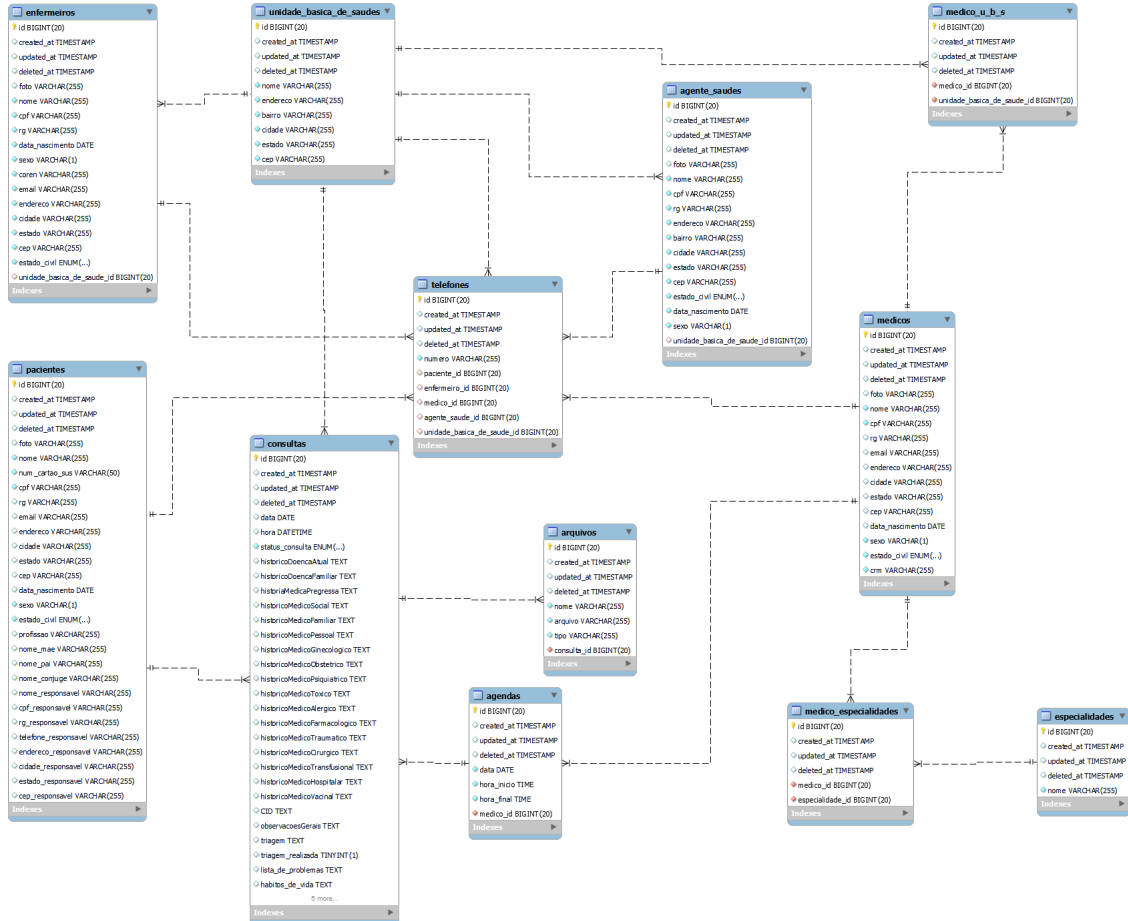 enfermeiros
id BIGINT(20)
created_at TIMESTAMP
updated_at TIMESTAMP
deleted_at TIMESTAMP
foto VARCHAR(255)
nome VARCHAR(255)
cpf VARCHAR(255)
rg VARCHAR(255)
data_nascimento DATE
sexo VARCHAR(1)
coren VARCHAR(255)
email VARCHAR(255)
endereco VARCHAR(255)
cidade VARCHAR(255)
estado VARCHAR(255)
cep VARCHAR(255)
estado_civil ENUM(...)
unidade_basica_de_saude_id BIGINT(20)
Indexes
unidade_basica_de_saudes
id BIGINT(20)
created_at TIMESTAMP
updated_at TIMESTAMP
deleted_at TIMESTAMP
nome VARCHAR(255)
endereco VARCHAR(255)
bairro VARCHAR(255)
cidade VARCHAR(255)
estado VARCHAR(255)
cep VARCHAR(255)
Indexes
medico_u_b_s
id BIGINT(20)
created_at TIMESTAMP
updated_at TIMESTAMP
deleted_at TIMESTAMP
medico_id BIGINT(20)
unidade_basica_de_saude_id BIGINT(20)
Indexes
agente_saudes
id BIGINT(20)
created_at TIMESTAMP
updated_at TIMESTAMP
deleted_at TIMESTAMP
foto VARCHAR(255)
nome VARCHAR(255)
cpf VARCHAR(255)
rg VARCHAR(255)
endereco VARCHAR(255)
bairro VARCHAR(255)
cidade VARCHAR(255)
estado VARCHAR(255)
cep VARCHAR(255)
estado_civil ENUM(...)
data_nascimento DATE
sexo VARCHAR(1)
unidade_basica_de_saude_id BIGINT(20)
Indexes
telefones
id BIGINT(20)
created_at TIMESTAMP
updated_at TIMESTAMP
deleted_at TIMESTAMP
numero VARCHAR(255)
paciente_id BIGINT(20)
enfermeiro_id BIGINT(20)
medico_id BIGINT(20)
agente_saude_id BIGINT(20)
unidade_basica_de_saude_id BIGINT(20)
Indexes
medicos
id BIGINT(20)
created_at TIMESTAMP
updated_at TIMESTAMP
deleted_at TIMESTAMP
foto VARCHAR(255)
nome VARCHAR(255)
cpf VARCHAR(255)
rg VARCHAR(255)
email VARCHAR(255)
endereco VARCHAR(255)
cidade VARCHAR(255)
estado VARCHAR(255)
cep VARCHAR(255)
data_nascimento DATE
sexo VARCHAR(1)
estado_civil ENUM(...)
crm VARCHAR(255)
Indexes
pacientes
id BIGINT(20)
created_at TIMESTAMP
updated_at TIMESTAMP
deleted_at TIMESTAMP
foto VARCHAR(255)
nome VARCHAR(255)
num_cartao_sus VARCHAR(50)
cpf VARCHAR(255)
rg VARCHAR(255)
email VARCHAR(255)
endereco VARCHAR(255)
cidade VARCHAR(255)
estado VARCHAR(255)
cep VARCHAR(255)
data_nascimento DATE
sexo VARCHAR(1)
estado_civil ENUM(...)
profissao VARCHAR(255)
nome_mae VARCHAR(255)
nome_pai VARCHAR(255)
nome_conjuge VARCHAR(255)
nome_responsavel VARCHAR(255)
cpf_responsavel VARCHAR(255)
rg_responsavel VARCHAR(255)
telefone_responsavel VARCHAR(255)
endereco_responsavel VARCHAR(255)
cidade_responsavel VARCHAR(255)
estado_responsavel VARCHAR(255)
cep_responsavel VARCHAR(255)
Indexes
consultas
id BIGINT(20)
created_at TIMESTAMP
updated_at TIMESTAMP
deleted_at TIMESTAMP
data DATE
hora DATETIME
status_consulta ENUM(...)
historicoDoencaAtual TEXT
historicoDoencaFamiliar TEXT
historiaMedicaPregressa TEXT
historicoMedicoSocial TEXT
historicoMedicoFamiliar TEXT
historicoMedicoPessoal TEXT
historicoMedicoGinecologico TEXT
historicoMedicoObstetrico TEXT
historicoMedicoPsiquiatrico TEXT
historicoMedicoToxico TEXT
historicoMedicoAlergico TEXT
historicoMedicoFarmacologico TEXT
historicoMedicoTraumatico TEXT
historicoMedicoCirurgico TEXT
historicoMedicoTransfusional TEXT
historicoMedicoHospitalar TEXT
historicoMedicoVacinal TEXT
CID TEXT
observacoesGerais TEXT
triagem TEXT
triagem_realizada TINYINT(1)
lista_de_problemas TEXT
habitos_de_vida TEXT
5 more...
Indexes
arquivos
id BIGINT(20)
created_at TIMESTAMP
updated_at TIMESTAMP
deleted_at TIMESTAMP
nome VARCHAR(255)
arquivo VARCHAR(255)
tipo VARCHAR(255)
consulta_id BIGINT(20)
Indexes
agendas
id BIGINT(20)
created_at TIMESTAMP
updated_at TIMESTAMP
deleted_at TIMESTAMP
data DATE
hora_inicio TIME
hora_final TIME
medico_id BIGINT(20)
Indexes
medico_especialidades
id BIGINT(20)
created_at TIMESTAMP
updated_at TIMESTAMP
deleted_at TIMESTAMP
medico_id BIGINT(20)
especialidade_id BIGINT(20)
Indexes
especialidades
id BIGINT(20)
created_at TIMESTAMP
updated_at TIMESTAMP
deleted_at TIMESTAMP
nome VARCHAR(255)
Indexes